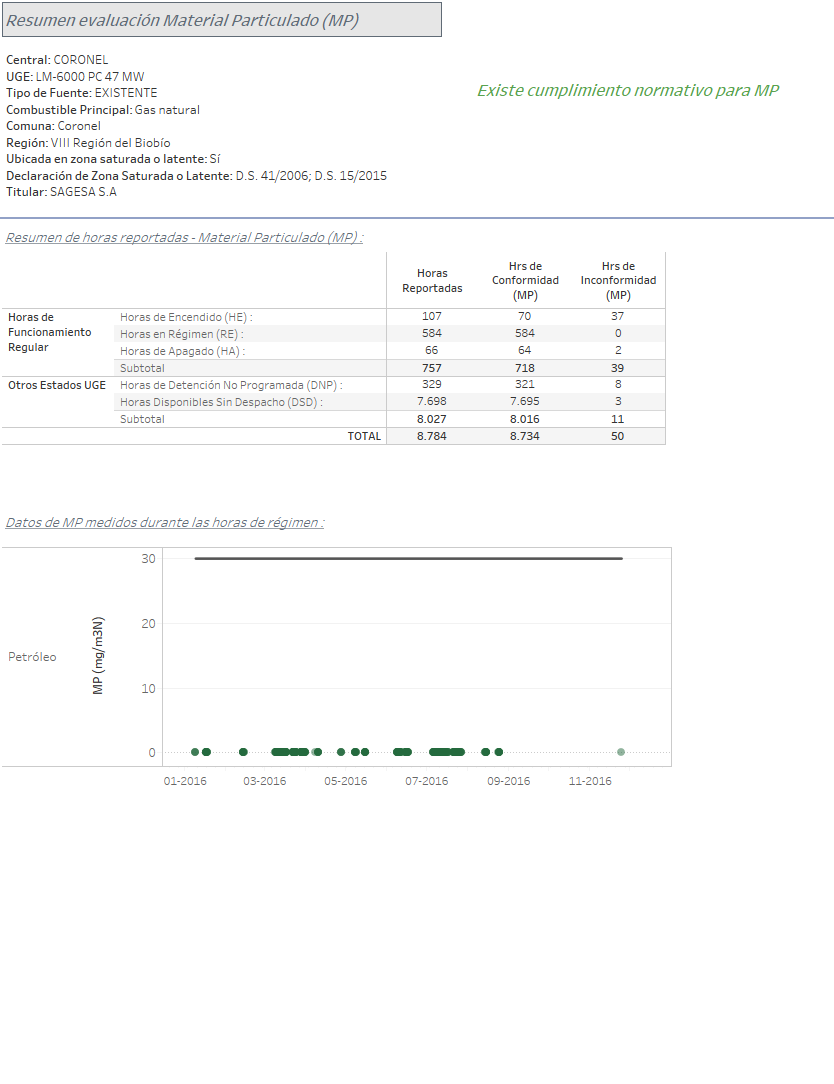 Resumen evaluación Material Particulado (MP)
Central: CORONEL
UGE: LM-6000 PC 47 MW
Tipo de Fuente: EXISTENTE
Combustible Principal: Gas natural
Comuna: Coronel
Región: VIII Región del Biobío
Ubicada en zona saturada o latente: Sí
Declaración de Zona Saturada o Latente: D.S. 41/2006; D.S. 15/2015
Titular: SAGESA S.A
Existe cumplimiento normativo para MP
Resumen de horas reportadas - Material Particulado (MP) :
Horas Reportadas
Hrs de Conformidad (MP)
Hrs de Inconformidad (MP)
Horas de Funcionamiento Regular
Horas de Encendido (HE) : 107 70 37
Horas en Régimen (RE) : 584 584 0
Horas de Apagado (HA) : 66 64 2
Subtotal 757 718 39
Otros Estados UGE
Horas de Detención No Programada (DNP) : 329 321 8
Horas Disponibles Sin Despacho (DSD) : 7.698 7.695 3
Subtotal 8.027 8.016 11
TOTAL 8.784 8.734 50
Datos de MP medidos durante las horas de régimen :
Petróleo
MP (mg/m3N)
30
20
10
0
01-2016 03-2016 05-2016 07-2016 09-2016 11-2016